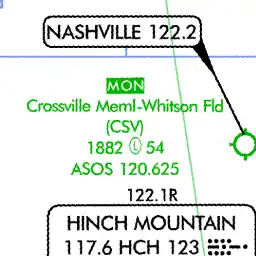 NASHVILLE 122.2
MON
Crossville Meml-Whitson Fld
(CSV)
1882 Ⓛ 54
ASOS 120.625
122.1R
HINCH MOUNTAIN
117.6 HCH 123